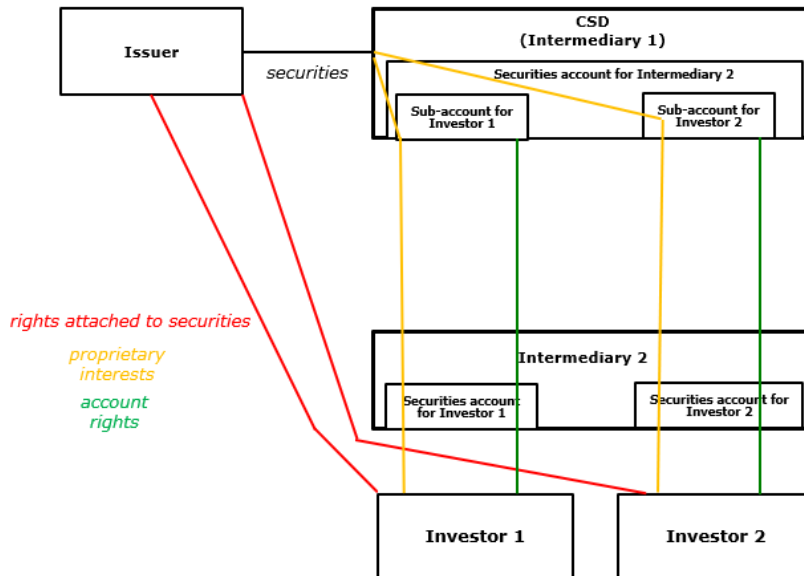 Issuer
securities
CSD
(Intermediary 1)
Securities account for Intermediary 2
Sub-account for
Investor 1
Sub-account for
Investor 2
rights attached to securities
proprietary
interests
account
rights
Intermediary 2
Securities account
for Investor 1
Securities account for
Investor 2
Investor 1
Investor 2